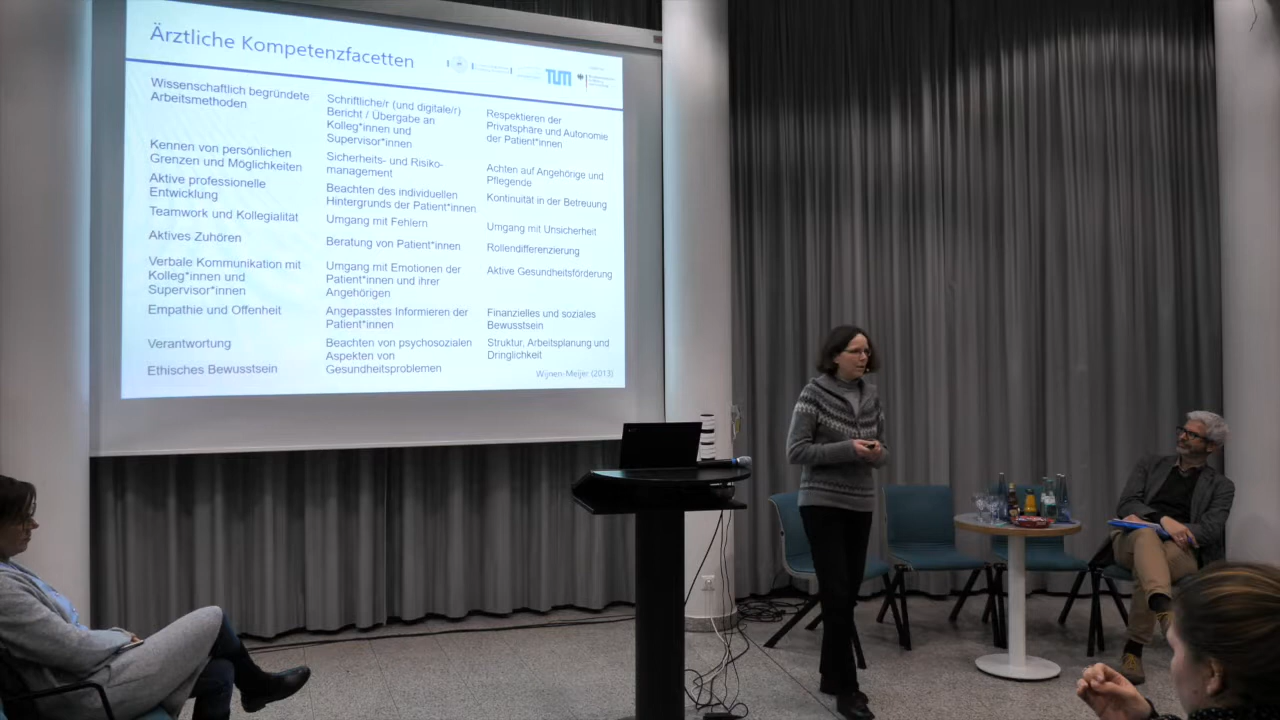 Ärztliche Kompetenzfacetten
TUM
Wissenschaftlich begründete
Arbeitsmethoden
Kennen von persönlichen
Grenzen und Möglichkeiten
Aktive professionelle
Entwicklung
Teamwork und Kollegialität
Aktives Zuhören
Verbale Kommunikation mit
Kolleg*innen und
Supervisor*innen
Empathie und Offenheit
Verantwortung
Ethisches Bewusstsein
Schriftliche/r (und digitale/r)
Bericht / Übergabe an
Kolleg*innen und
Supervisor*innen
Sicherheits- und Risiko-
management
Beachten des individuellen
Hintergrunds der Patient*innen
Umgang mit Fehlern
Beratung von Patient*innen
Umgang mit Emotionen der
Patient*innen und ihrer
Angehörigen
Angepasstes Informieren der
Patient*innen
Beachten von psychosozialen
Aspekten von
Gesundheitsproblemen
Respektieren der
Privatsphäre und Autonomie
der Patient*innen
Achten auf Angehörige und
Pflegende
Kontinuität in der Betreuung
Umgang mit Unsicherheit
Rollendifferenzierung
Aktive Gesundheitsförderung
Finanzielles und soziales
Bewusstsein
Struktur, Arbeitsplanung und
Dringlichkeit
Wijnen-Meijer (2013)